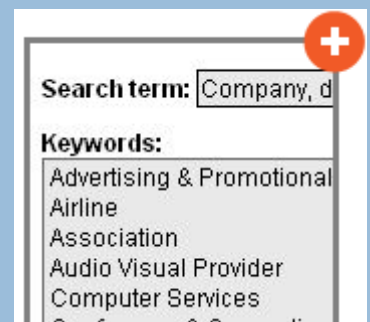 Search term: Company, d
Keywords:
Advertising & Promotional
Airline
Association
Audio Visual Provider
Computer Services